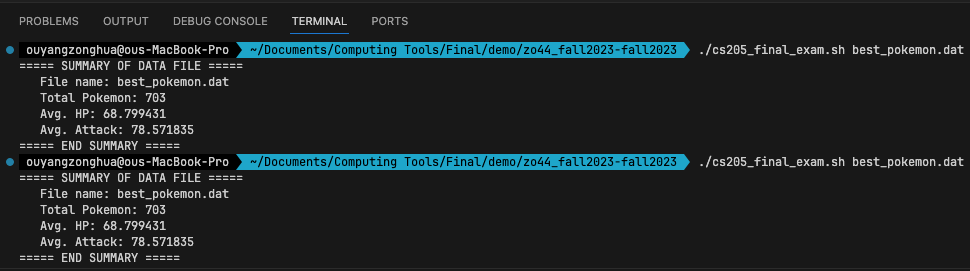 PROBLEMS OUTPUT DEBUG CONSOLE TERMINAL PORTS
ouyangzonghua@ous-MacBook-Pro ~/Documents/Computing Tools/Final/demo/zo44_fall2023-fall2023 ./cs205_final_exam.sh best_pokemon.dat
===== SUMMARY OF DATA FILE =====
File name: best_pokemon.dat
Total Pokemon: 703
Avg. HP: 68.799431
Avg. Attack: 78.571835
===== END SUMMARY =====
ouyangzonghua@ous-MacBook-Pro ~/Documents/Computing Tools/Final/demo/zo44_fall2023-fall2023 ./cs205_final_exam.sh best_pokemon.dat
===== SUMMARY OF DATA FILE =====
File name: best_pokemon.dat
Total Pokemon: 703
Avg. HP: 68.799431
Avg. Attack: 78.571835
===== END SUMMARY =====